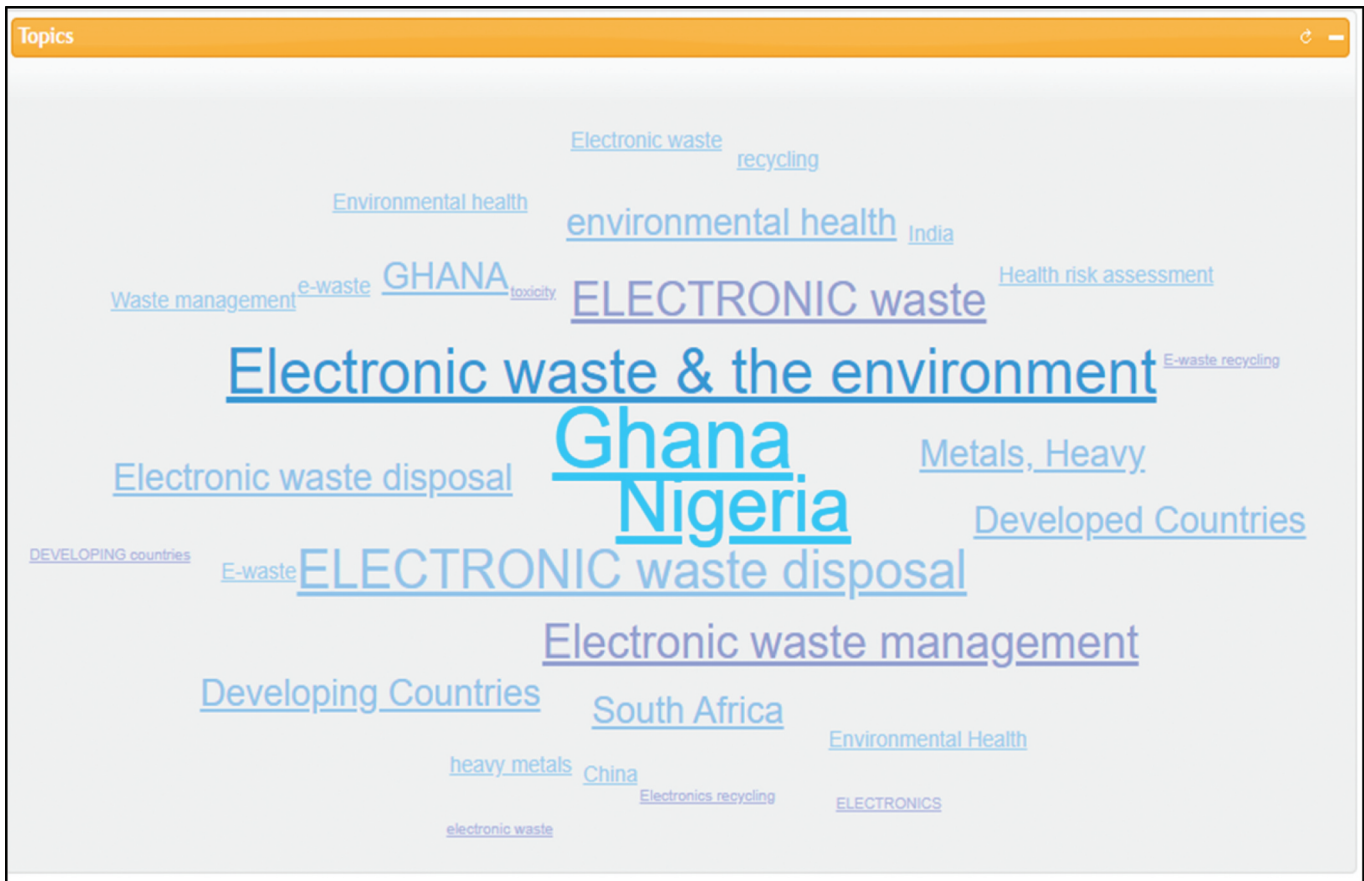 Topics
Electronic waste
recycling
Environmental health
environmental health
India
GHANA
Health risk assessment
Waste management
e-waste
toxicity
ELECTRONIC waste
Electronic waste & the environment
E-waste recycling
Ghana
Metals, Heavy
Electronic waste disposal
Nigeria
Developed Countries
DEVELOPING countries
E-waste
ELECTRONIC waste disposal
Electronic waste management
Developing Countries
South Africa
Environmental Health
heavy metals
China
Electronics recycling
ELECTRONICS
electronic waste